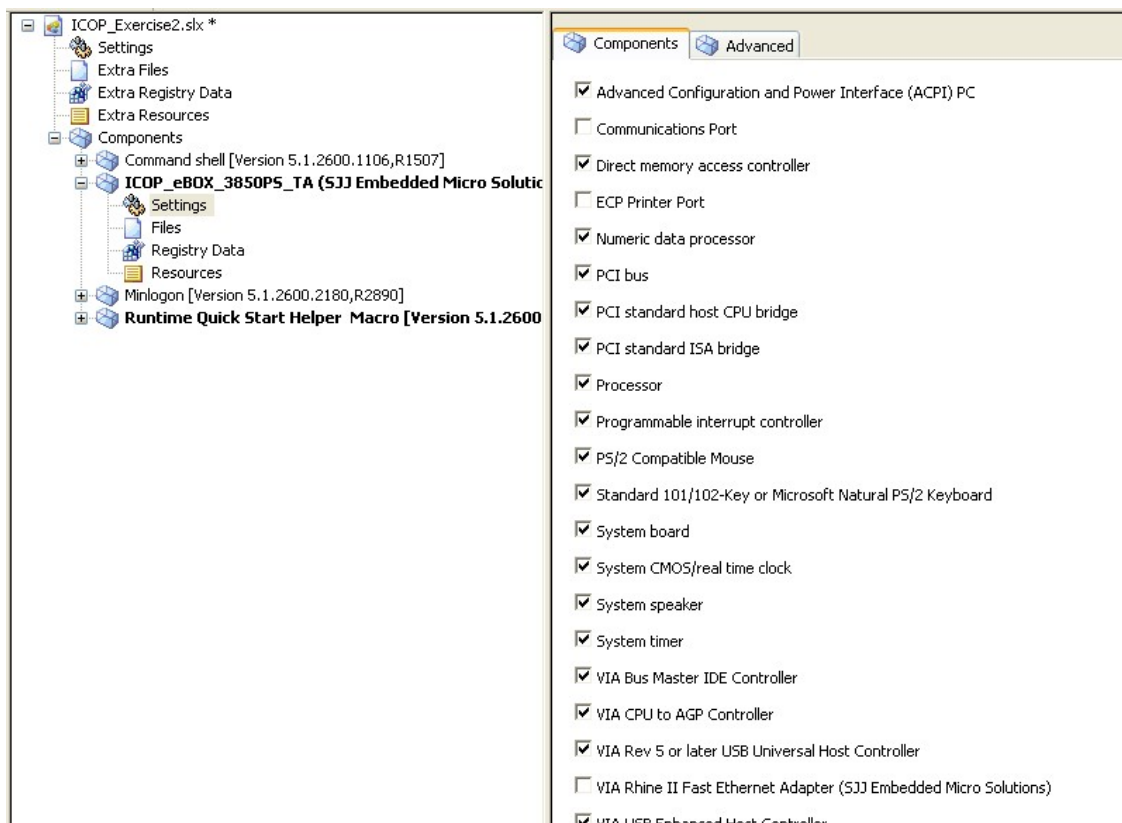 ICOP_Exercise2.slx *
Settings
Extra Files
Extra Registry Data
Extra Resources
Components
Command shell [Version 5.1.2600.1106,R1507]
ICOP_eBOX_3850PS_TA (SJJ Embedded Micro Solutic
Settings
Files
Registry Data
Resources
Minlogon [Version 5.1.2600.2180,R2890]
Runtime Quick Start Helper Macro [Version 5.1.2600
Components
Advanced
Advanced Configuration and Power Interface (ACPI) PC
Communications Port
Direct memory access controller
ECP Printer Port
Numeric data processor
PCI bus
PCI standard host CPU bridge
PCI standard ISA bridge
Processor
Programmable interrupt controller
PS/2 Compatible Mouse
Standard 101/102-Key or Microsoft Natural PS/2 Keyboard
System board
System CMOS/real time clock
System speaker
System timer
VIA Bus Master IDE Controller
VIA CPU to AGP Controller
VIA Rev 5 or later USB Universal Host Controller
VIA Rhine II Fast Ethernet Adapter (SJJ Embedded Micro Solutions)
VIA USB Enhanced Host Controller